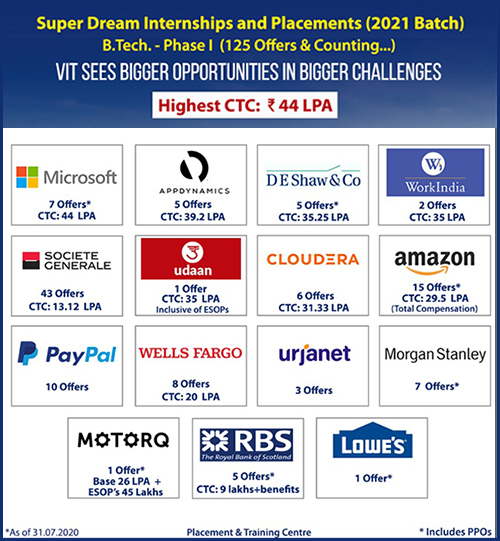 Super Dream Internships and Placements (2021 Batch)
B.Tech. - Phase I (125 Offers & Counting...)
VIT SEES BIGGER OPPORTUNITIES IN BIGGER CHALLENGES
Highest CTC: ₹ 44 LPA
Microsoft
7 Offers*
CTC: 44 LPA
APPDYNAMICS
5 Offers
CTC: 39.2 LPA
D E Shaw & Co
5 Offers*
CTC: 35.25 LPA
W
WorkIndia
2 Offers
CTC: 35 LPA
SOCIETE
GENERALE
43 Offers
CTC: 13.12 LPA
उ
udaan
1 Offer
CTC: 35 LPA
Inclusive of ESOPs
CLOUDERA
6 Offers
CTC: 31.33 LPA
amazon
15 Offers*
CTC: 29.5 LPA
(Total Compensation)
PayPal
10 Offers
WELLS FARGO
8 Offers
CTC: 20 LPA
urjanet
3 Offers
Morgan Stanley
7 Offers*
MOTORQ
1 Offer*
Base 26 LPA +
ESOP's 45 Lakhs
RBS
The Royal Bank of Scotland
5 Offers*
CTC: 9 lakhs+benefits
LOWE'S
1 Offer*
*As of 31.07.2020
Placement & Training Centre
* Includes PPOs